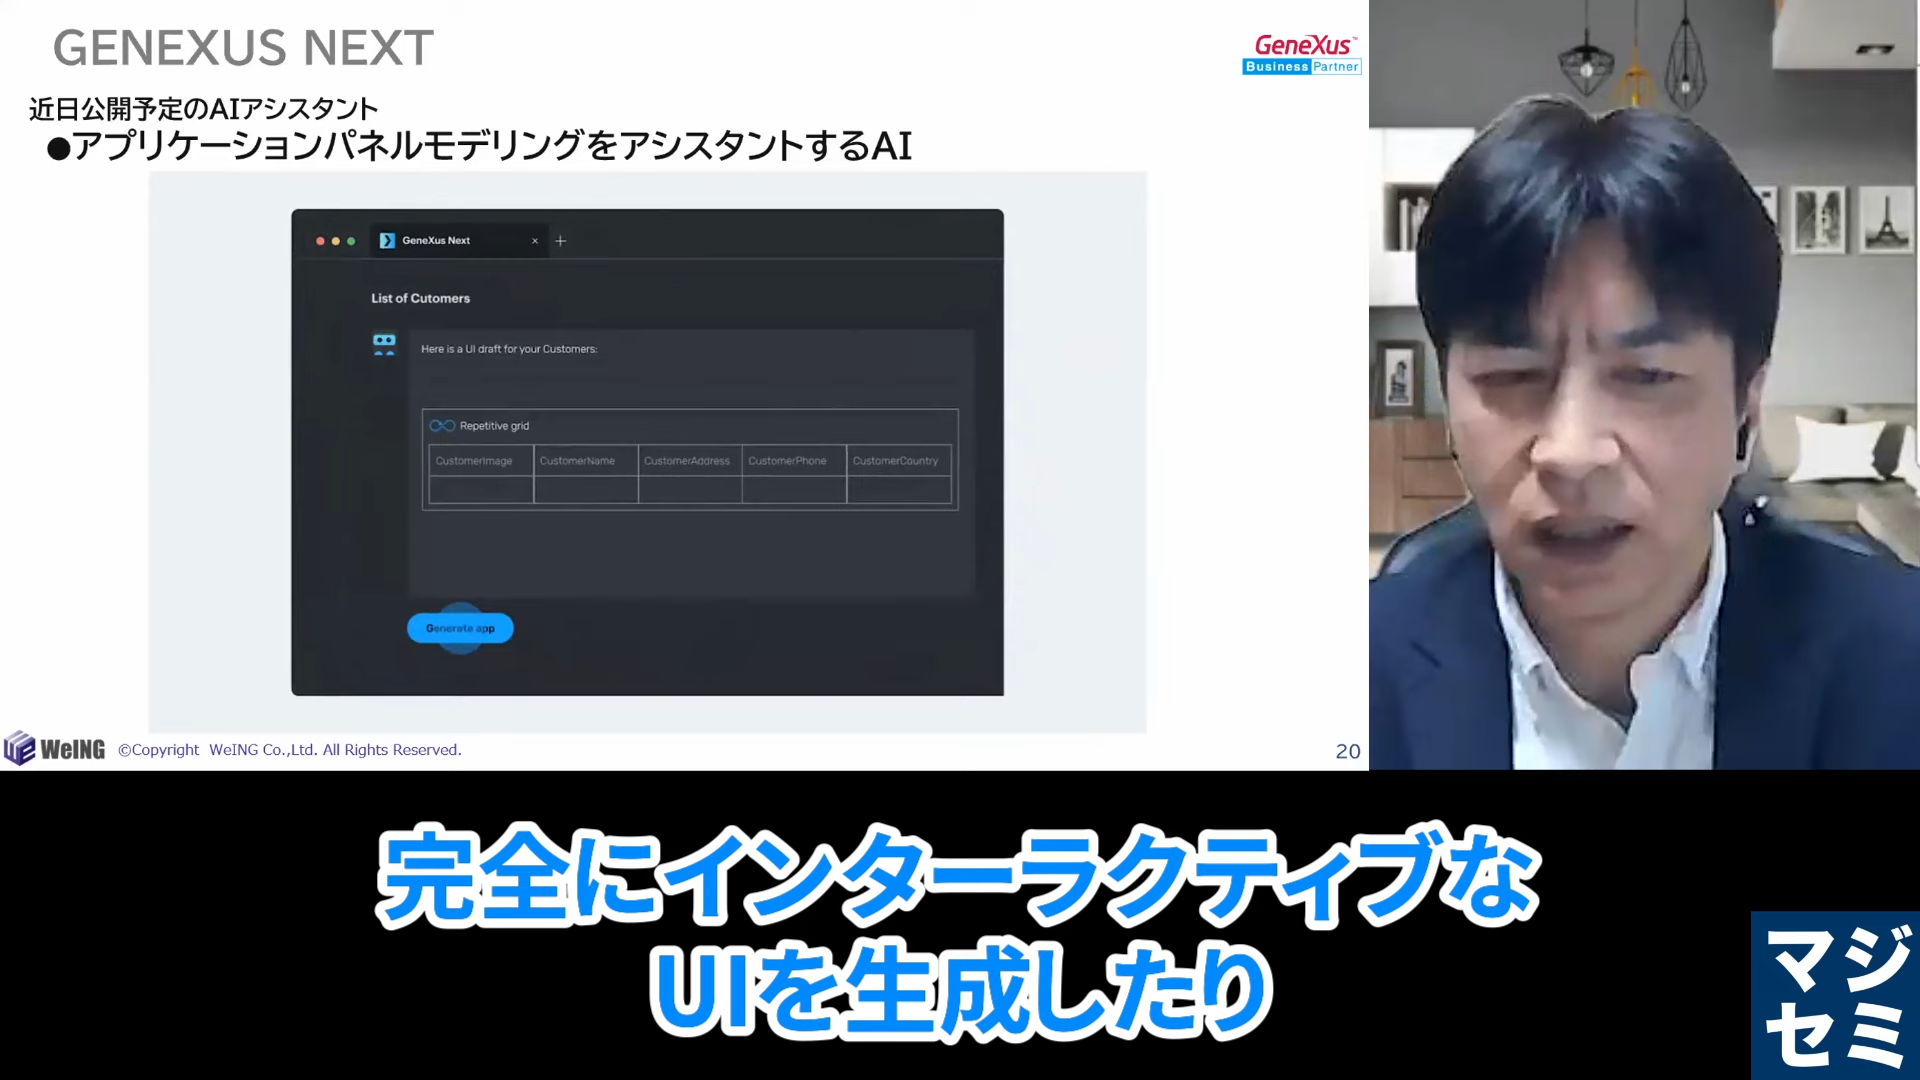 GENEXUS NEXT
GeneXus™
Business Partner
近日公開予定のAIアシスタント
●アプリケーションパネルモデリングをアシスタントするAI
GeneXus Next × +
List of Cutomers
Here is a UI draft for your Customers:
Repetitive grid
CustomerImage CustomerName CustomerAddress CustomerPhone CustomerCountry
Generate app
WeING ©Copyright WeING Co.,Ltd. All Rights Reserved.
20
完全にインターラクティブな
UIを生成したり
マジ
セミ